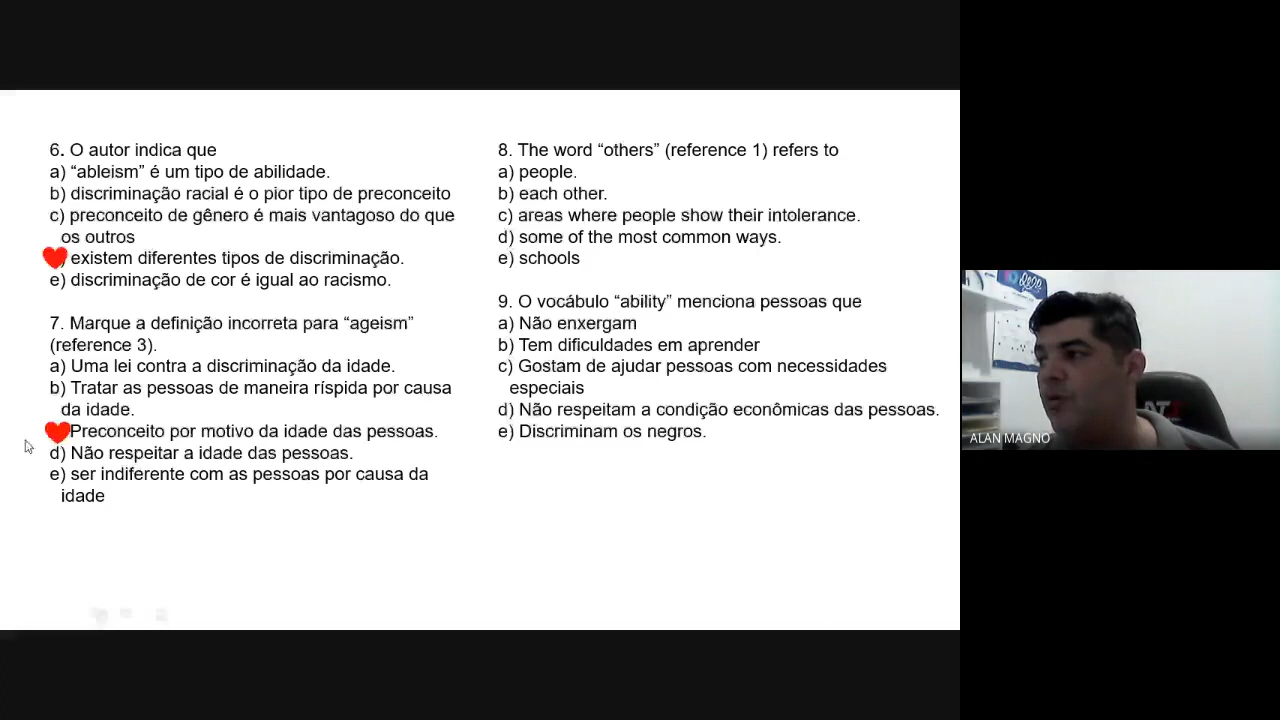 6. O autor indica que
a) “ableism” é um tipo de abilidade.
b) discriminação racial é o pior tipo de preconceito
c) preconceito de gênero é mais vantagoso do que
os outros
) existem diferentes tipos de discriminação.
e) discriminação de cor é igual ao racismo.
7. Marque a definição incorreta para “ageism”
(reference 3).
a) Uma lei contra a discriminação da idade.
b) Tratar as pessoas de maneira ríspida por causa
da idade.
Preconceito por motivo da idade das pessoas.
d) Não respeitar a idade das pessoas.
e) ser indiferente com as pessoas por causa da
idade
8. The word “others” (reference 1) refers to
a) people.
b) each other.
c) areas where people show their intolerance.
d) some of the most common ways.
e) schools
9. O vocábulo “ability” menciona pessoas que
a) Não enxergam
b) Tem dificuldades em aprender
c) Gostam de ajudar pessoas com necessidades
especiais
d) Não respeitam a condição econômicas das pessoas.
e) Discriminam os negros.
ALAN MAGNO